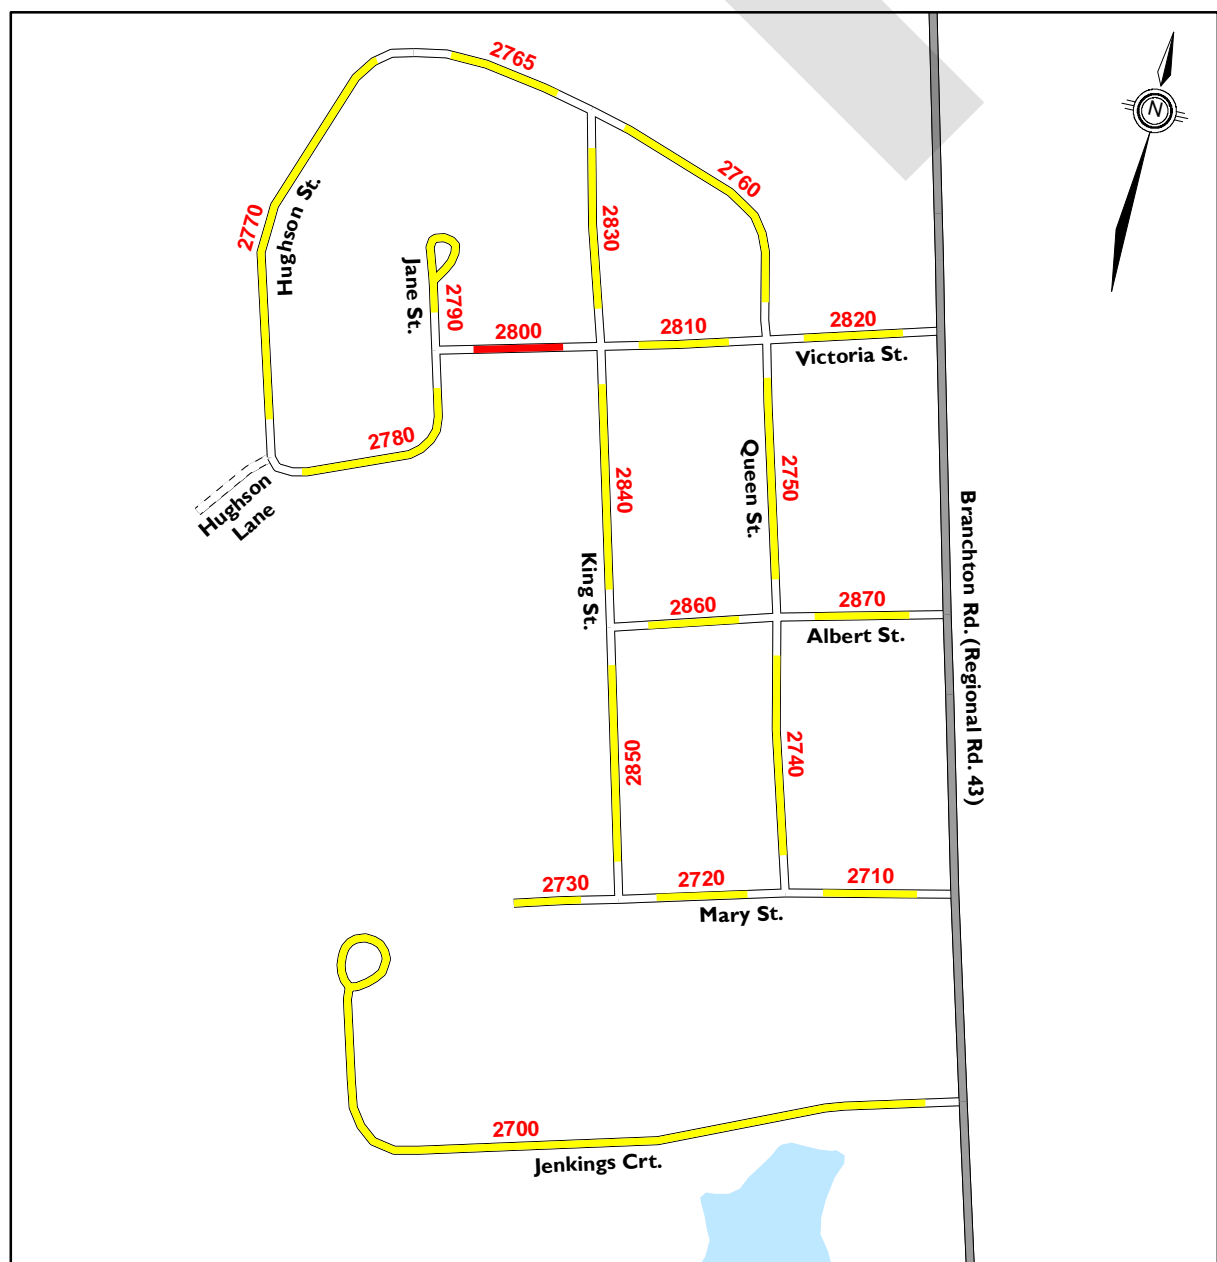 2765
N
2760
2770
Hughson St.
2830
Jane St.
2790
2800
2810
2820
Victoria St.
2780
Hughson
Lane
2840
Queen St.
2750
King St.
2860
2870
Albert St.
Branchton Rd. (Regional Rd. 43)
2850
2740
2730
2720
2710
Mary St.
2700
Jenkings Crt.